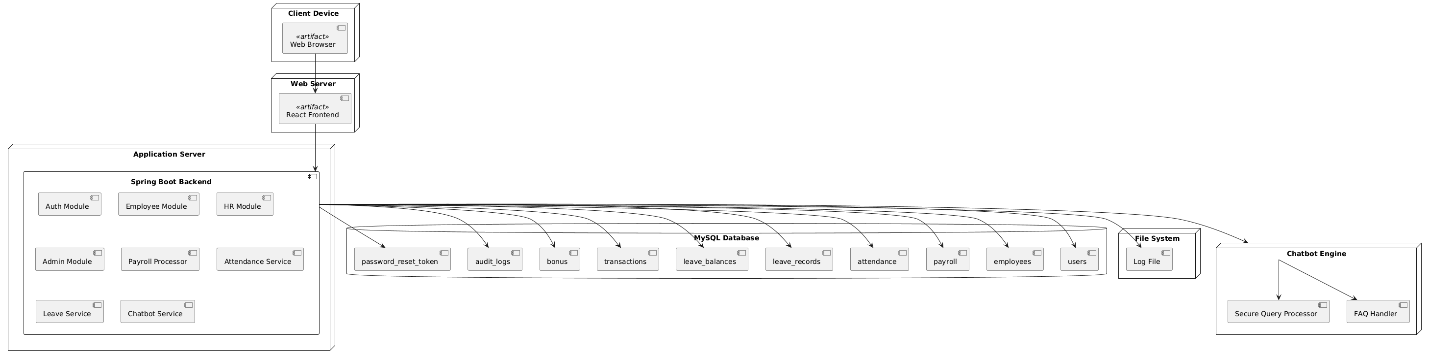 Client Device
«artifact»
Web Browser
Web Server
«artifact»
React Frontend
Application Server
Spring Boot Backend
Auth Module
Employee Module
HR Module
Admin Module
Payroll Processor
Attendance Service
Leave Service
Chatbot Service
MySQL Database
password_reset_token
audit_logs
bonus
transactions
leave_balances
leave_records
attendance
payroll
employees
users
File System
Log File
Chatbot Engine
Secure Query Processor
FAQ Handler